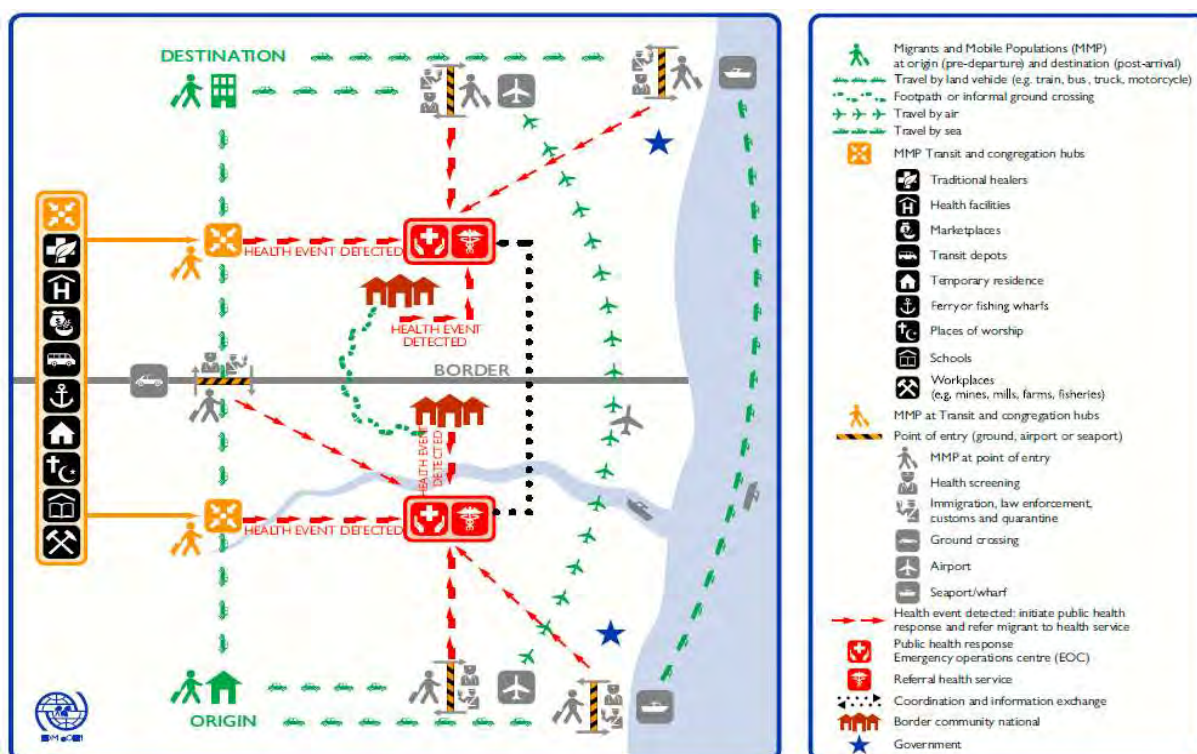 DESTINATION
HEALTH EVENT DETECTED
HEALTH EVENT
DETECTED
BORDER
HEALTH EVENT
DETECTED
HEALTH EVENT DETECTED
ORIGIN
Migrants and Mobile Populations (MMP)
at origin (pre-departure) and destination (post-arrival)
Travel by land vehicle (e.g. train, bus, truck, motorcycle)
Footpath or informal ground crossing
Travel by air
Travel by sea
MMP Transit and congregation hubs
Traditional healers
Health facilities
Marketplaces
Transit depots
Temporary residence
Ferry or fishing wharfs
Places of worship
Schools
Workplaces
(e.g, mines, mills, farms, fisheries)
MMP at Transit and congregation hubs
Point of entry (ground, airport or seaport)
MMP at point of entry
Health screening
Immigration, law enforcement,
customs and quarantine
Ground crossing
Airport
Seaport/wharf
Health event detected: initiate public health
response and refer migrant to health service
Public health response
Emergency operations centre (EOC)
Referral health service
Coordination and information exchange
Border community national
Government